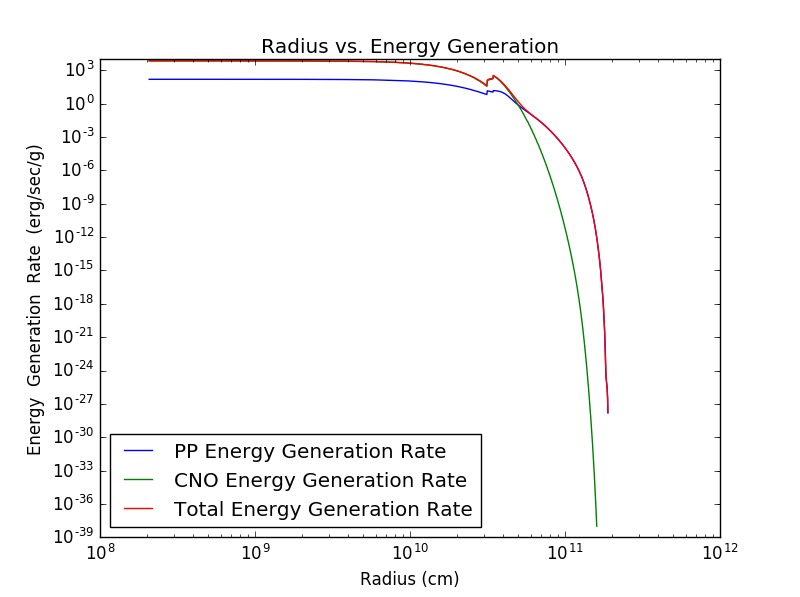 Radius vs. Energy Generation
Energy Generation Rate (erg/sec/g)
10^3
10^0
10^-3
10^-6
10^-9
10^-12
10^-15
10^-18
10^-21
10^-24
10^-27
10^-30
10^-33
10^-36
10^-39
PP Energy Generation Rate
CNO Energy Generation Rate
Total Energy Generation Rate
10^8 10^9 10^10 10^11 10^12
Radius (cm)